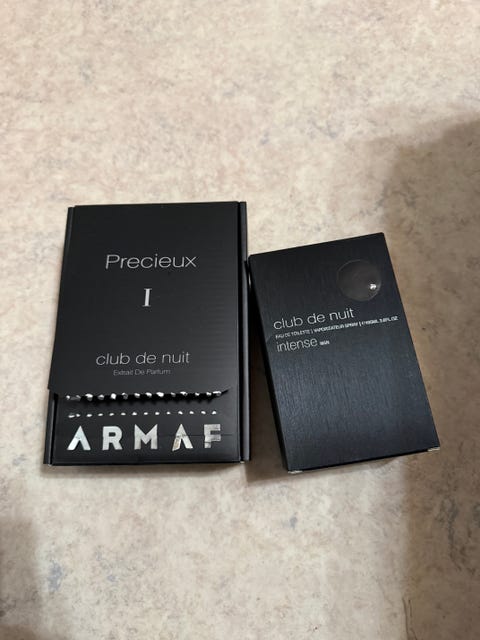 Precieux
I
club de nuit
Extrait De Parfum
ARMAF
club de nuit
EAU DE TOILETTE | VAPORISATEUR SPRAY | 105ML 3.6FL.OZ
intense MAN